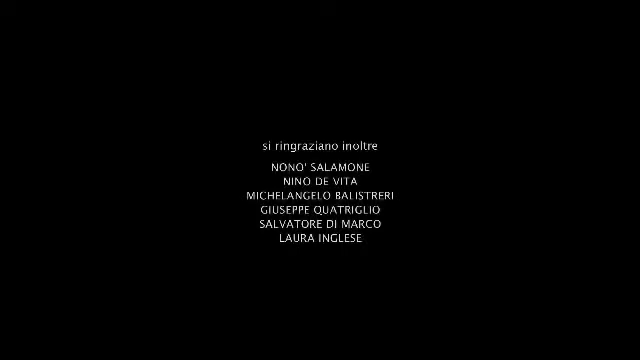 si ringraziano inoltre
NONO' SALAMONE
NINO DE VITA
MICHELANGELO BALISTRERI
GIUSEPPE QUATRIGLIO
SALVATORE DI MARCO
LAURA INGLESE